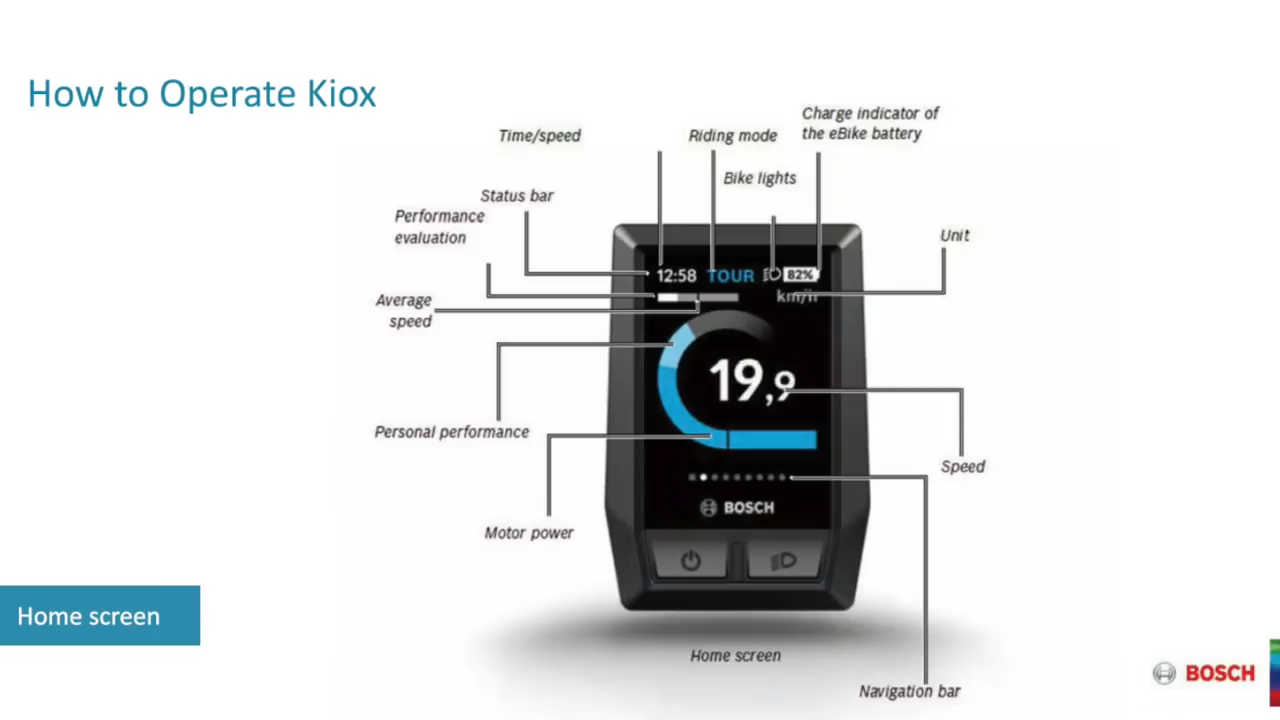 How to Operate Kiox
Charge indicator of
the eBike battery
Time/speed
Riding mode
Bike lights
Status bar
Performance
evaluation
Unit
12:58 TOUR 82%
km/h
Average
speed
19,9
Personal performance
Speed
Motor power
BOSCH
Home screen
Home screen
Navigation bar
BOSCH